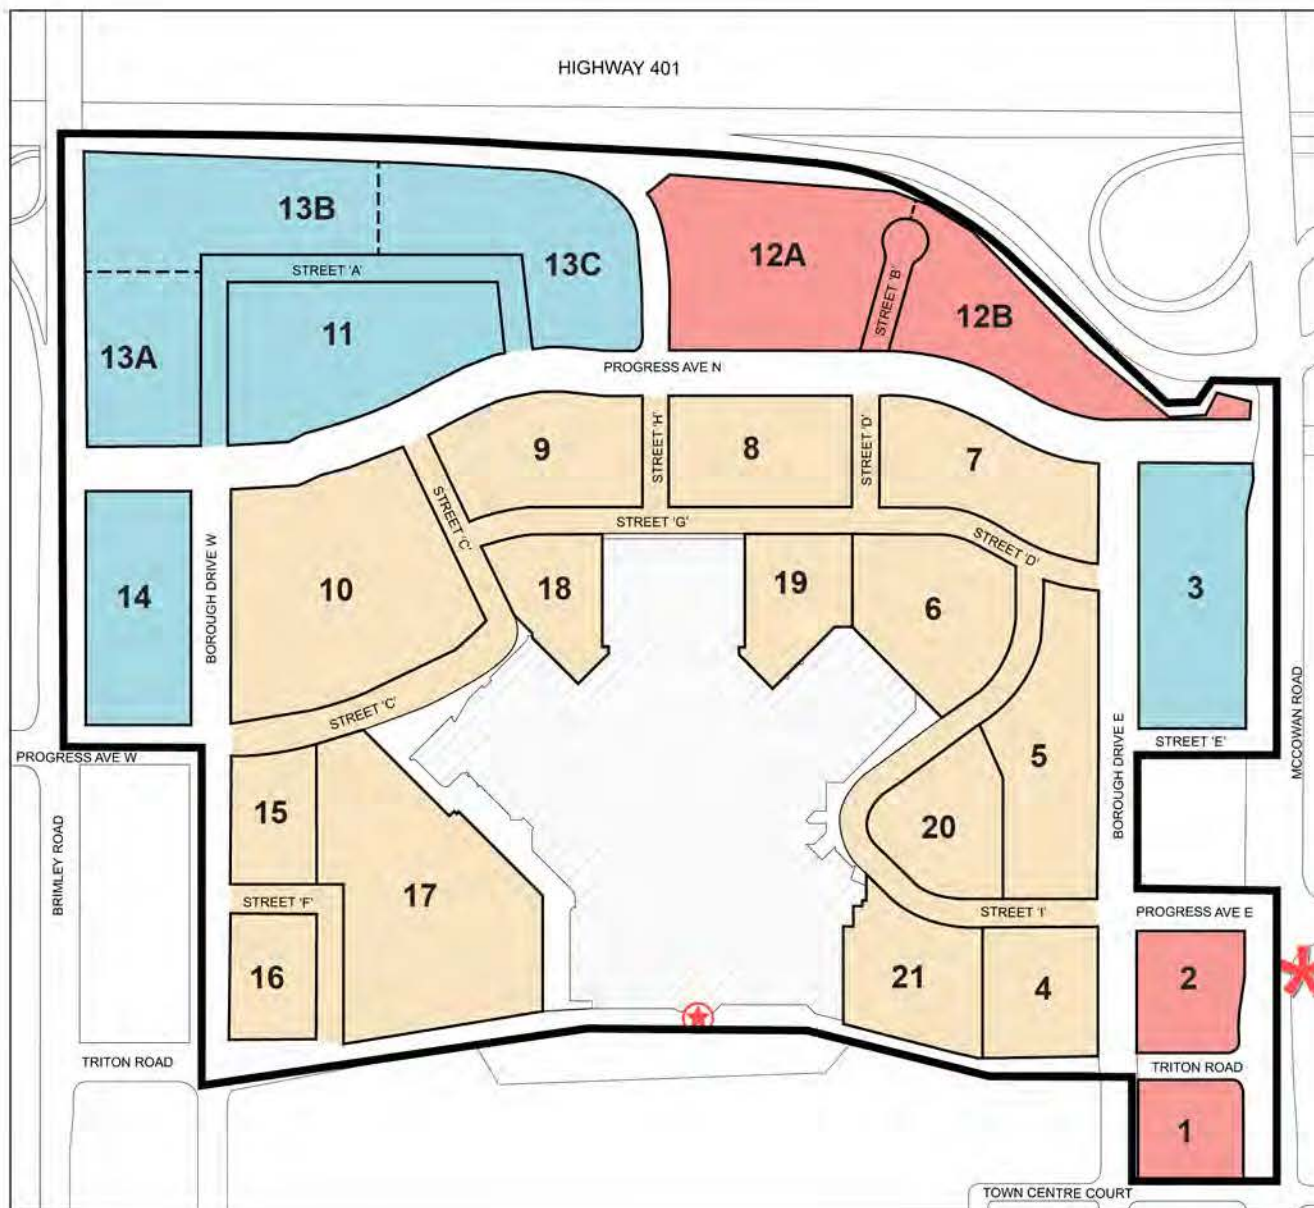 HIGHWAY 401
13B
12A
13C
STREET 'A'
STREET 'B'
12B
11
13A
PROGRESS AVE N
9
STREET 'H'
8
STREET 'D'
7
STREET 'C'
STREET 'G'
STREET 'D'
BOROUGH DRIVE W
14
10
18
19
6
3
MCCOWAN ROAD
STREET 'C'
STREET 'E'
PROGRESS AVE W
5
BOROUGH DRIVE E
15
20
BRIMLEY ROAD
17
STREET 'F'
STREET 'I'
PROGRESS AVE E
16
21
4
2
TRITON ROAD
TRITON ROAD
1
TOWN CENTRE COURT